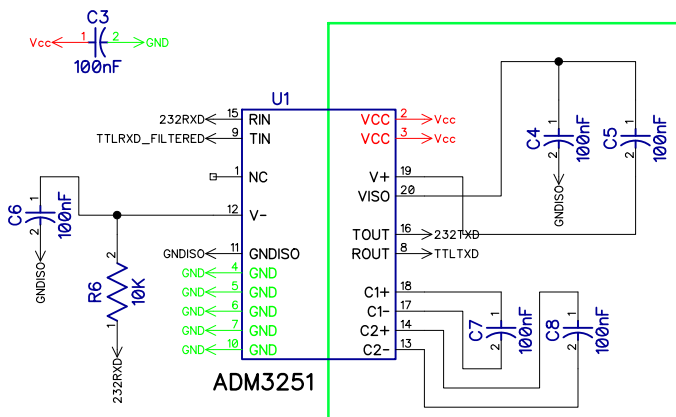 C3
Vcc 1 2 GND
100nF
U1
232RXD 15 RIN
TTLRXD_FILTERED 9 TIN
1 NC
12 V-
GNDISO 11 GNDISO
GND 4 GND
GND 5 GND
GND 6 GND
GND 7 GND
GND 10 GND
VCC 2 Vcc
VCC 3 Vcc
V+ 19
VISO 20
TOUT 16 232TXD
ROUT 8 TTLTXD
C1+ 18
C1- 17
C2+ 14
C2- 13
ADM3251
C6
1
2
100nF
GNDISO
2
R6
10K
1
232RXD
C4
1
2
100nF
GNDISO
C5
1
2
100nF
C7
1
2
100nF
C8
1
2
100nF